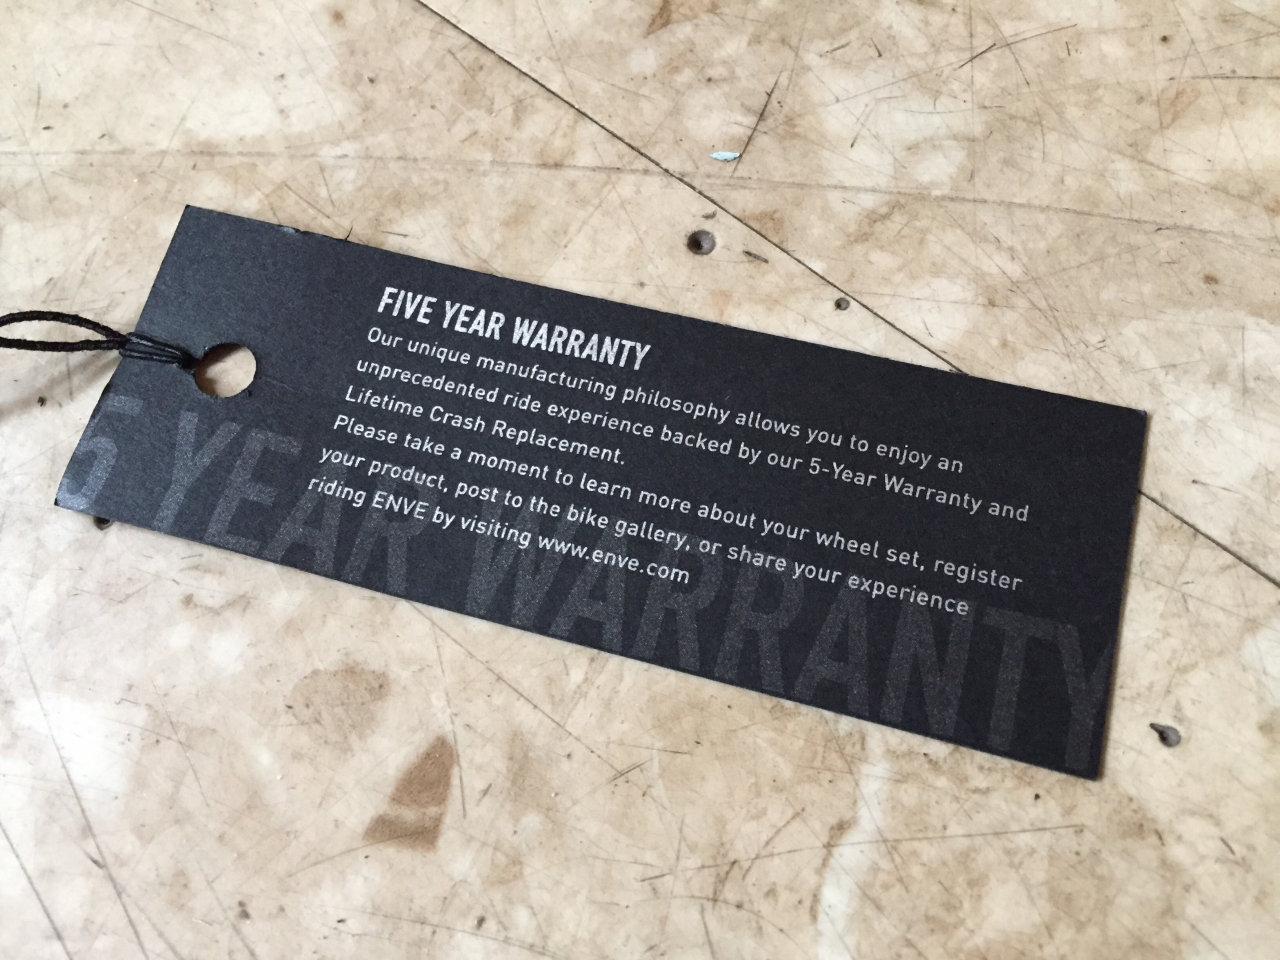 FIVE YEAR WARRANTY
Our unique manufacturing philosophy allows you to enjoy an
unprecedented ride experience backed by our 5-Year Warranty and
Lifetime Crash Replacement.
Please take a moment to learn more about your wheel set, register
your product, post to the bike gallery, or share your experience
riding ENVE by visiting www.enve.com
5 YEAR WARRANTY